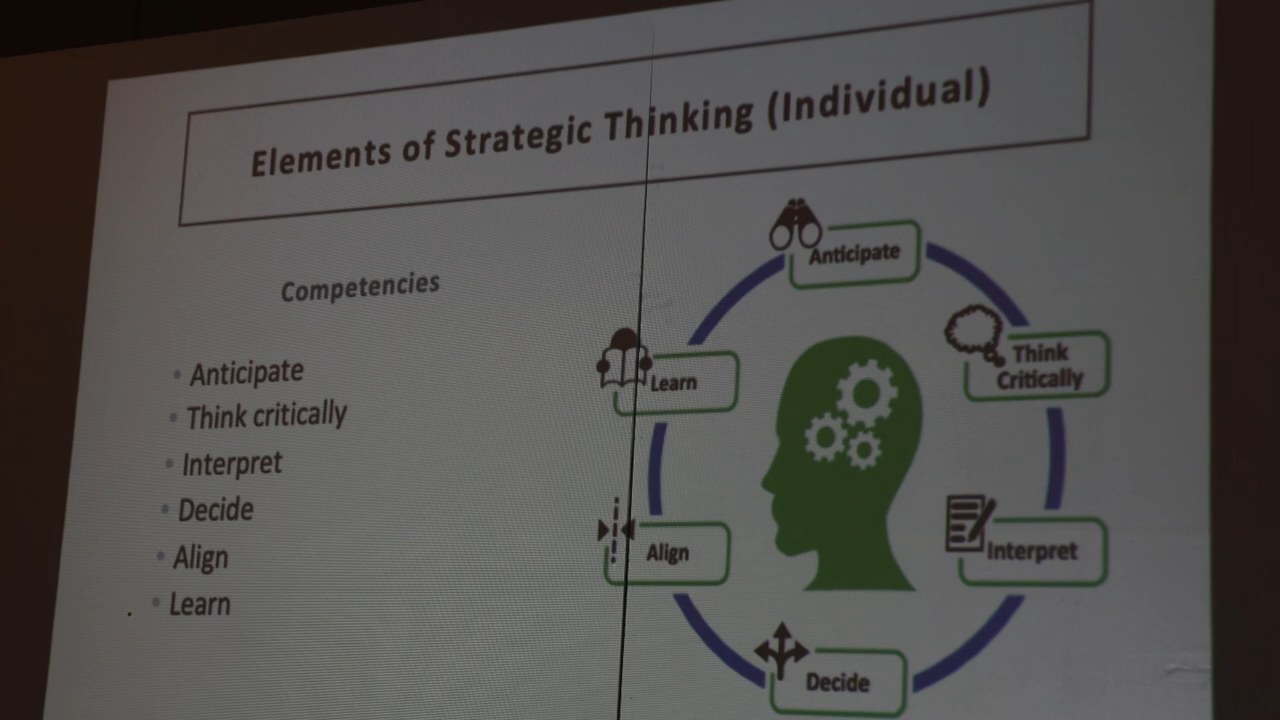 Elements of Strategic Thinking (Individual)
Competencies
• Anticipate
• Think critically
• Interpret
• Decide
• Align
• Learn
Anticipate
Think
Critically
Interpret
Decide
Align
Learn